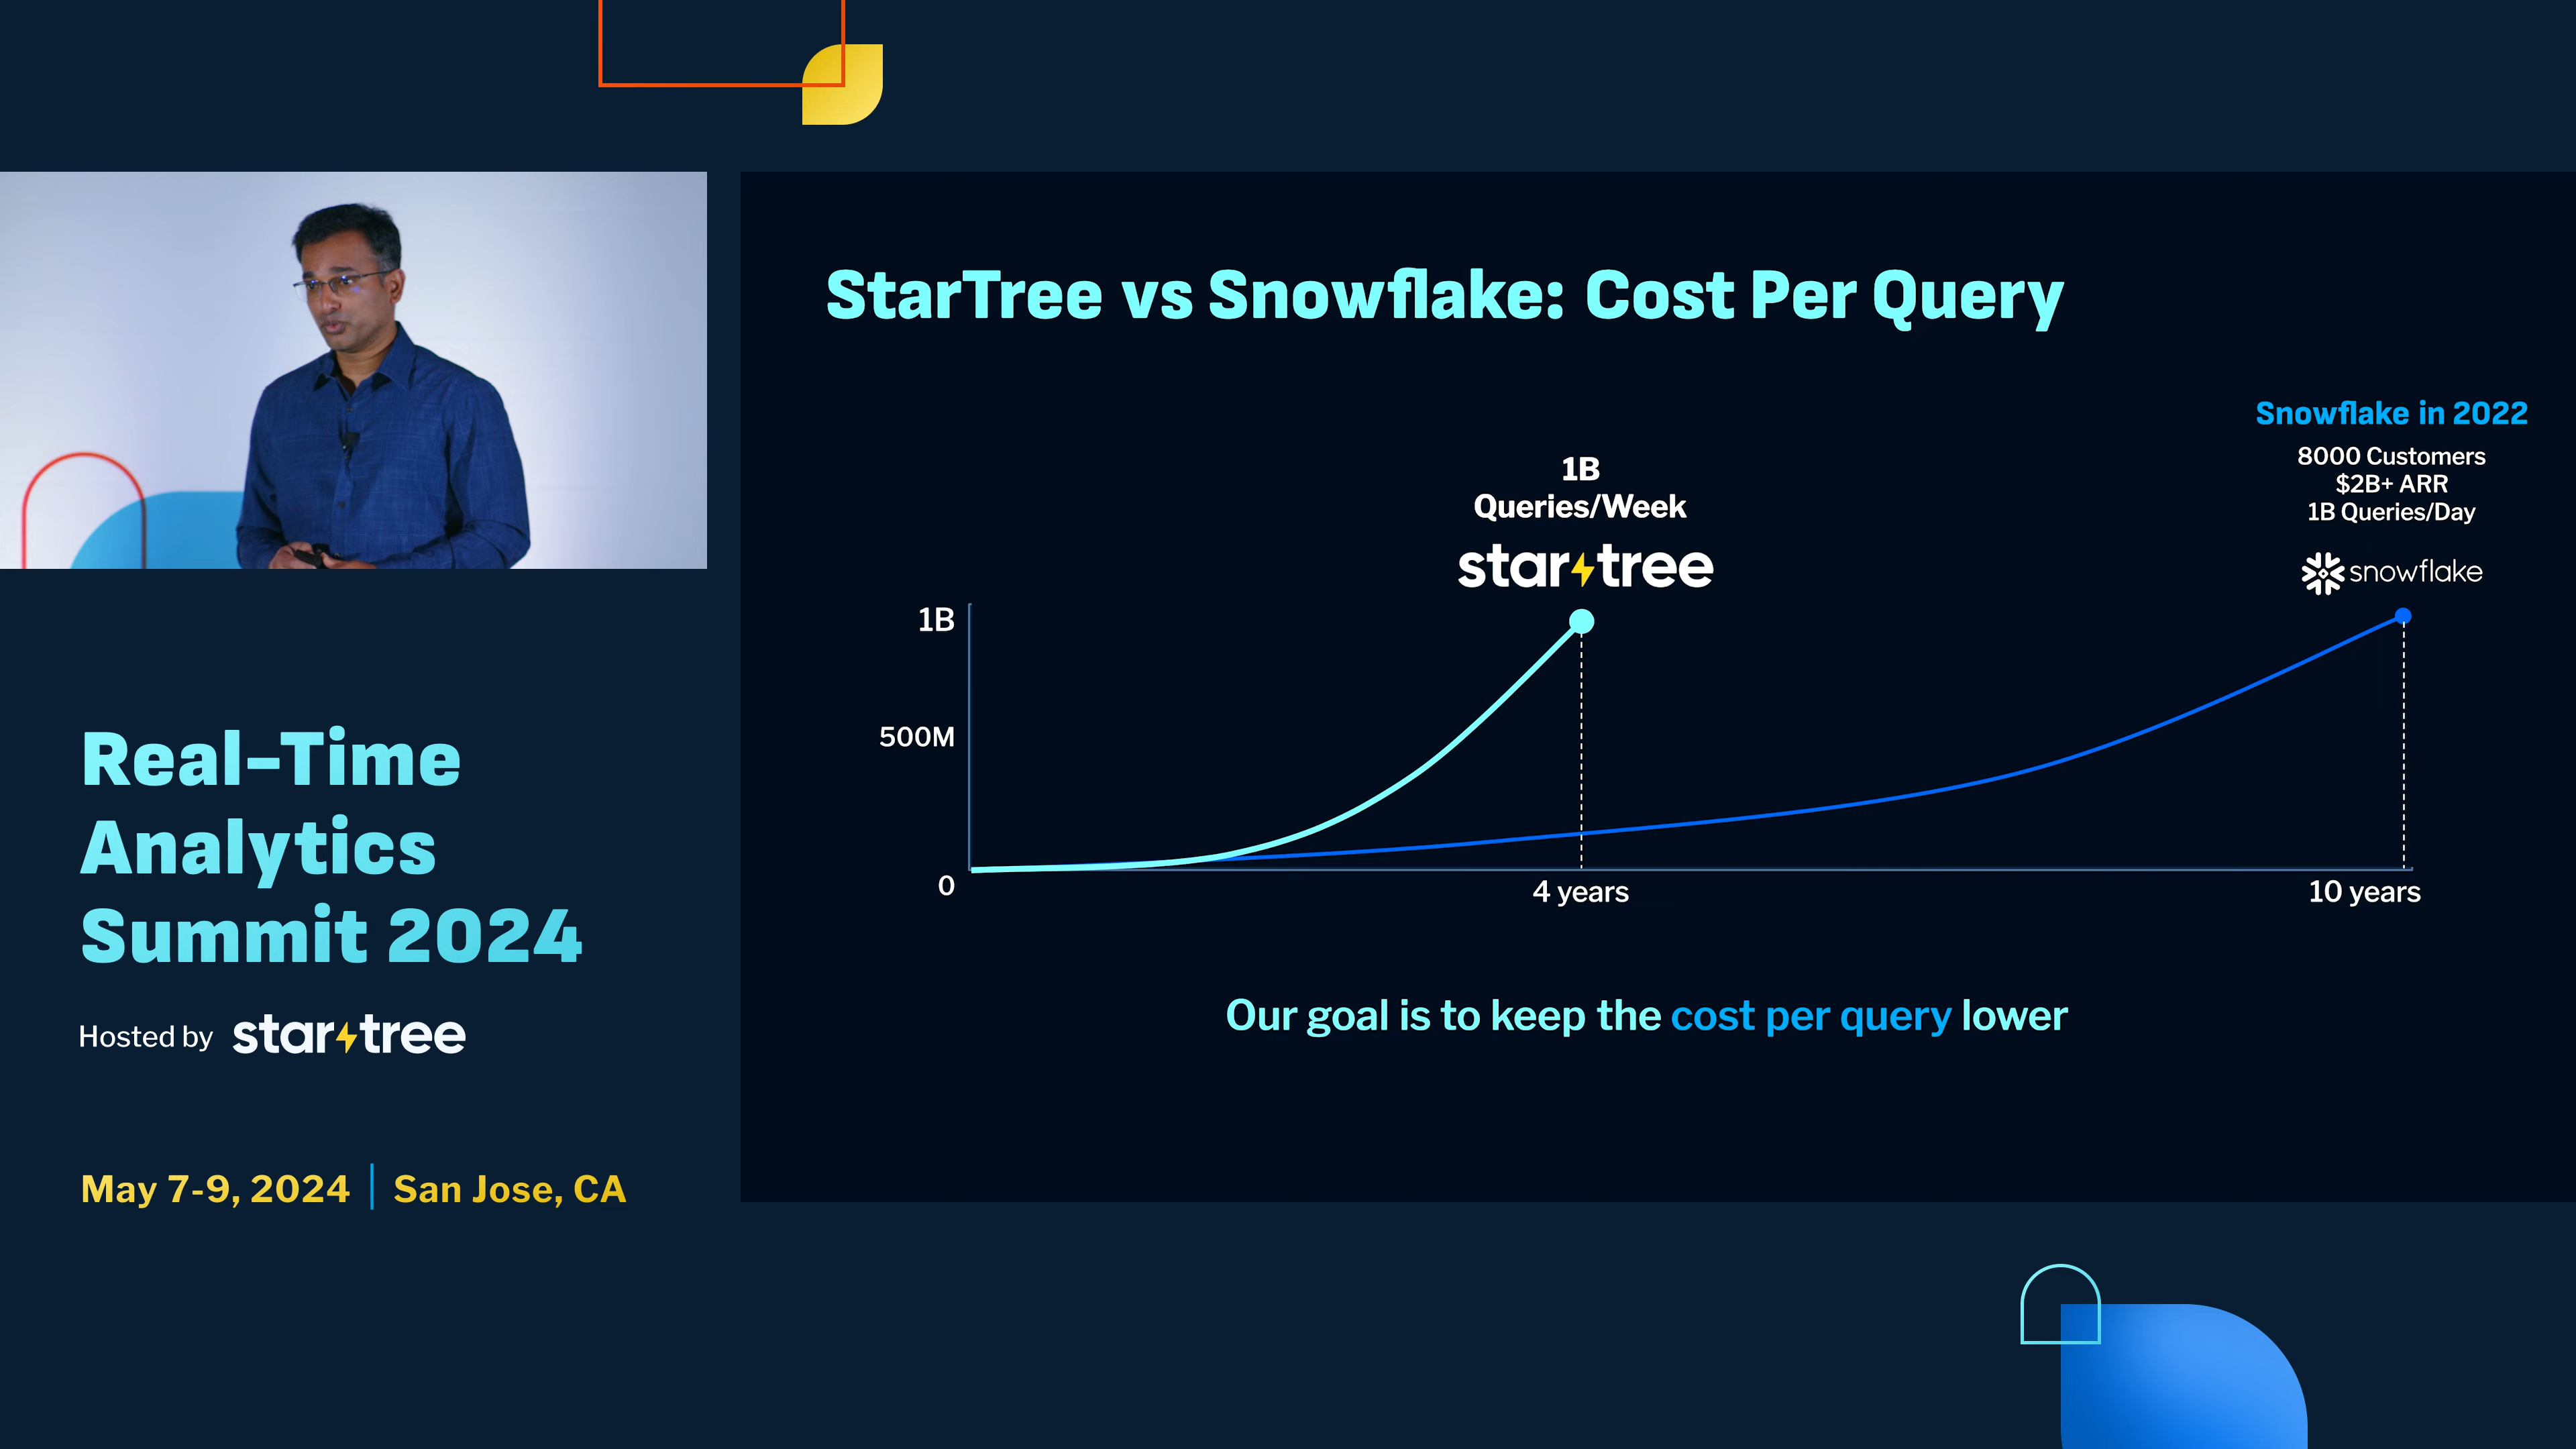 StarTree vs Snowflake: Cost Per Query
Snowflake in 2022
8000 Customers
$2B+ ARR
1B Queries/Day
snowflake
1B
Queries/Week
startree
1B
500M
0
4 years
10 years
Our goal is to keep the cost per query lower
Real-Time
Analytics
Summit 2024
Hosted by startree
May 7-9, 2024 | San Jose, CA